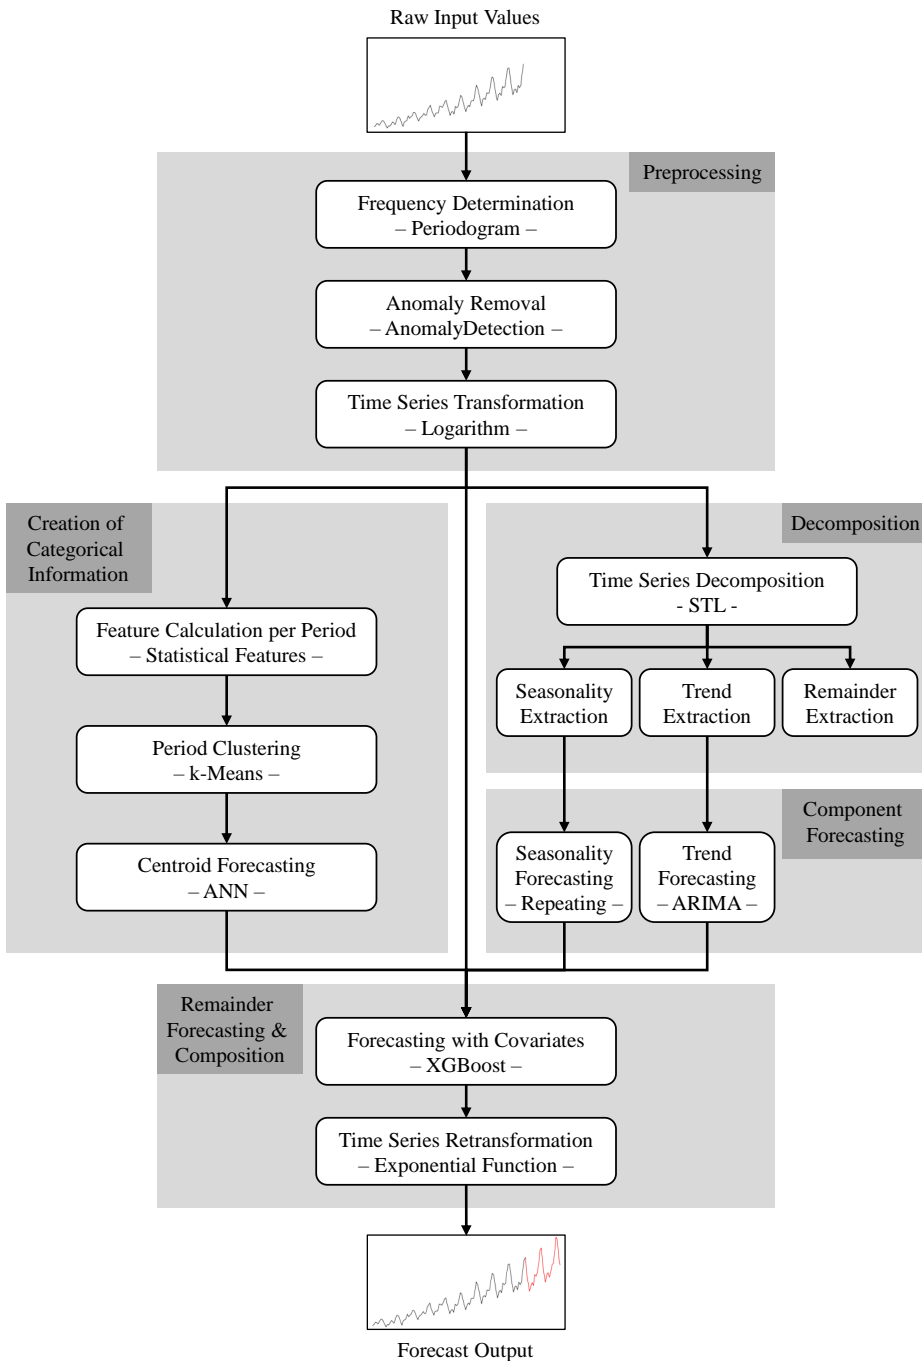 Raw Input Values
Preprocessing
Frequency Determination
– Periodogram –
Anomaly Removal
– AnomalyDetection –
Time Series Transformation
– Logarithm –
Creation of
Categorical
Information
Feature Calculation per Period
– Statistical Features –
Period Clustering
– k-Means –
Centroid Forecasting
– ANN –
Decomposition
Time Series Decomposition
- STL -
Seasonality
Extraction
Trend
Extraction
Remainder
Extraction
Component
Forecasting
Seasonality
Forecasting
– Repeating –
Trend
Forecasting
– ARIMA –
Remainder
Forecasting &
Composition
Forecasting with Covariates
– XGBoost –
Time Series Retransformation
– Exponential Function –
Forecast Output